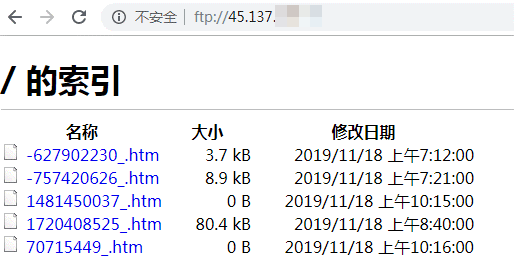 不安全 | ftp://45.137.
/ 的索引
名称 大小 修改日期
-627902230_.htm 3.7 kB 2019/11/18 上午7:12:00
-757420626_.htm 8.9 kB 2019/11/18 上午7:21:00
1481450037_.htm 0 B 2019/11/18 上午10:15:00
1720408525_.htm 80.4 kB 2019/11/18 上午8:40:00
70715449_.htm 0 B 2019/11/18 上午10:16:00